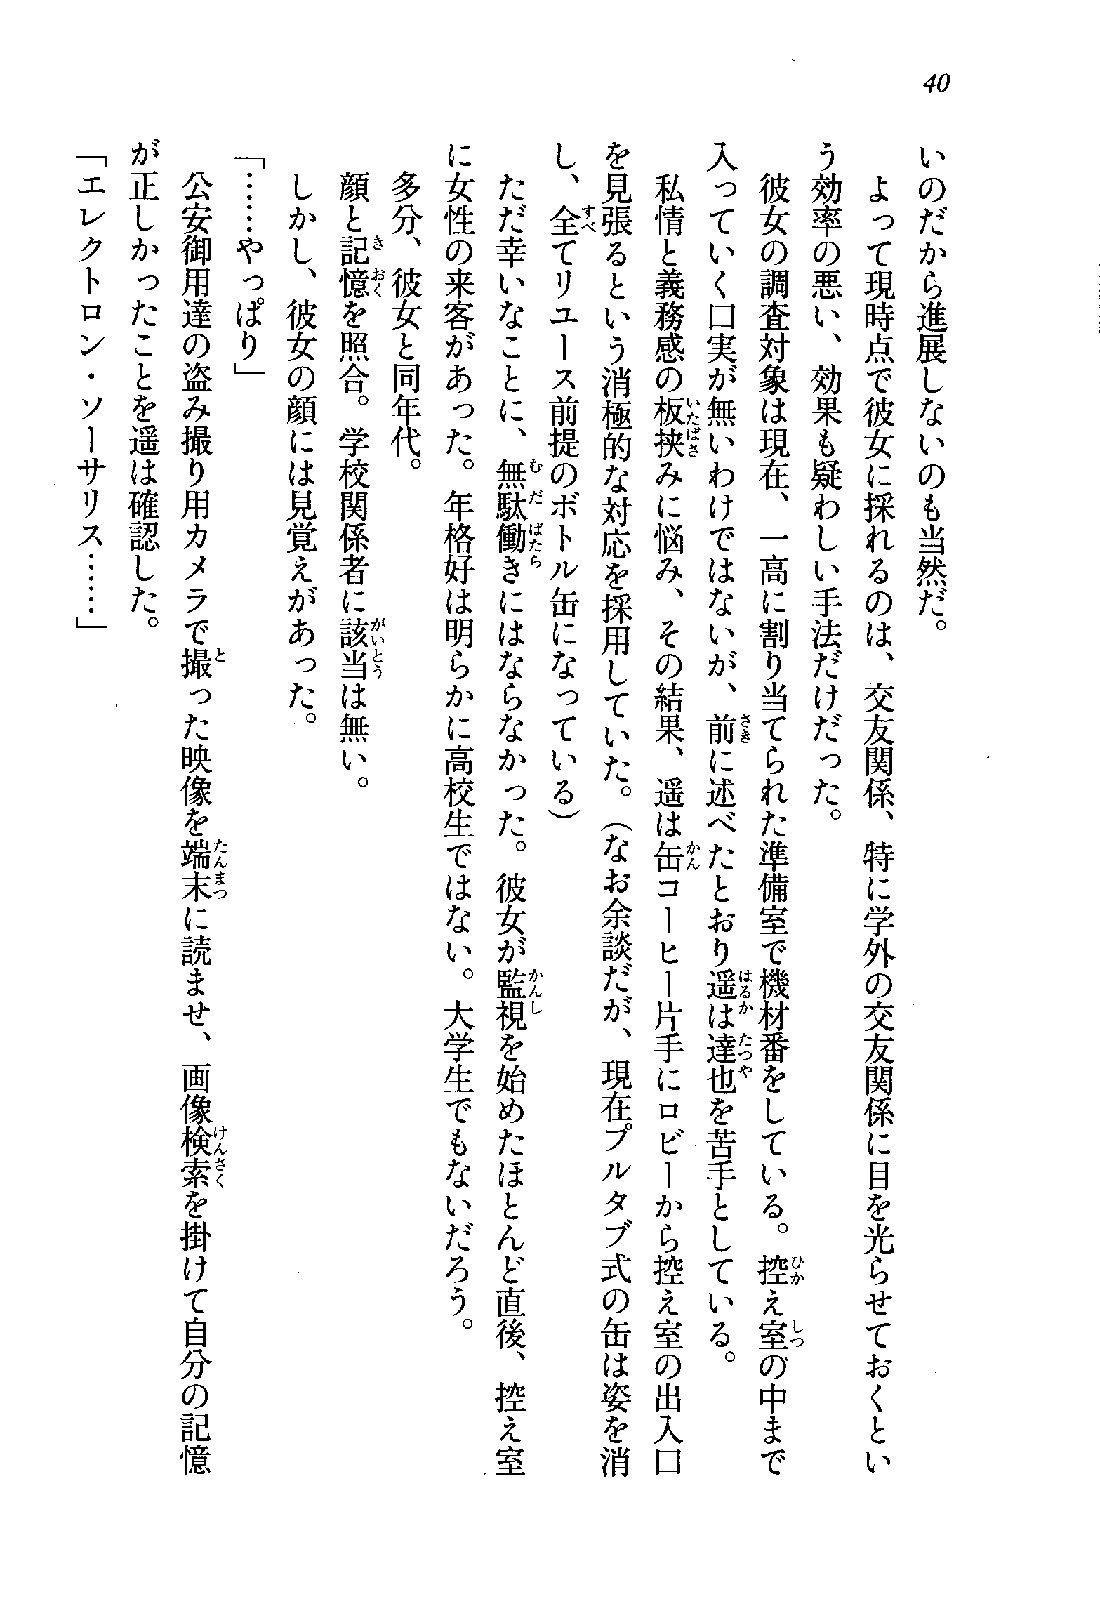 40
いのだから進展しないのも当然だ。
よって現時点で彼女に採れるのは、交友関係、特に学外の交友関係に目を光らせておくとい
う効率の悪い、効果も疑わしい手法だけだった。
彼女の調査対象は現在、一高に割り当てられた準備室で機材番をしている。控え室の中まで
入っていく口実が無いわけではないが、前に述べたとおり遥は達也を苦手としている。
私情と義務感の板挟みに悩み、その結果、遥は缶コーヒー片手にロビーから控え室の出入口
を見張るという消極的な対応を採用していた。(なお余談だが、現在プルタブ式の缶は姿を消
し、全てリユース前提のボトル缶になっている)
ただ幸いなことに、無駄働きにはならなかった。彼女が監視を始めたほとんど直後、控え室
に女性の来客があった。年格好は明らかに高校生ではない。大学生でもないだろう。
多分、彼女と同年代。
顔と記憶を照合。学校関係者に該当は無い。
しかし、彼女の顔には見覚えがあった。
「……やっぱり」
公安御用達の盗み撮り用カメラで撮った映像を端末に読ませ、画像検索を掛けて自分の記憶
が正しかったことを遥は確認した。
「エレクトロン・ソーサリス……」